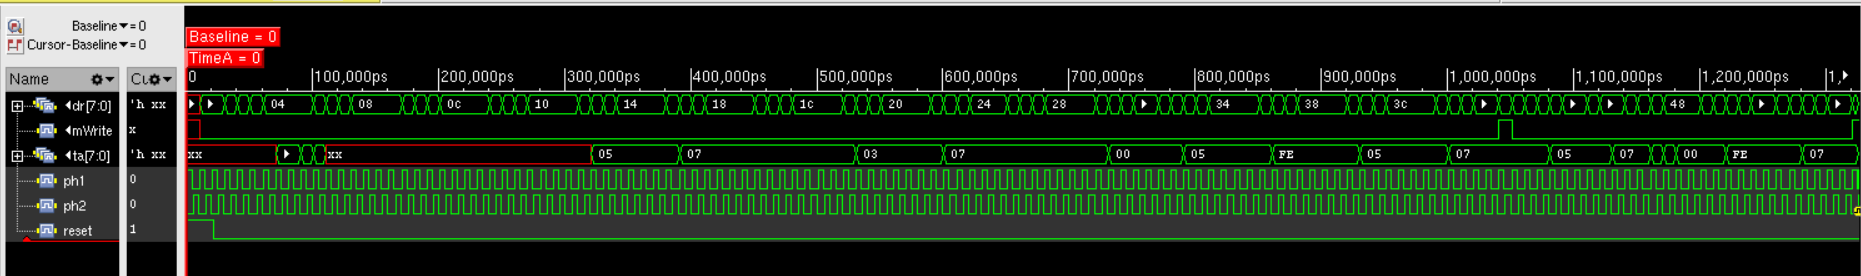 Baseline▼= 0
Cursor-Baseline▼= 0
Baseline = 0
TimeA = 0
Name
0 |100,000ps |200,000ps |300,000ps |400,000ps |500,000ps |600,000ps |700,000ps |800,000ps |900,000ps |1,000,000ps |1,100,000ps |1,200,000ps |1,
dr[7:0] 'h xx 04 08 0c 10 14 18 1c 20 24 28 34 38 3c 48
mWrite x
ta[7:0] 'h xx xx xx 05 07 03 07 00 05 FE 05 07 05 07 00 FE 07
ph1 0
ph2 0
reset 1